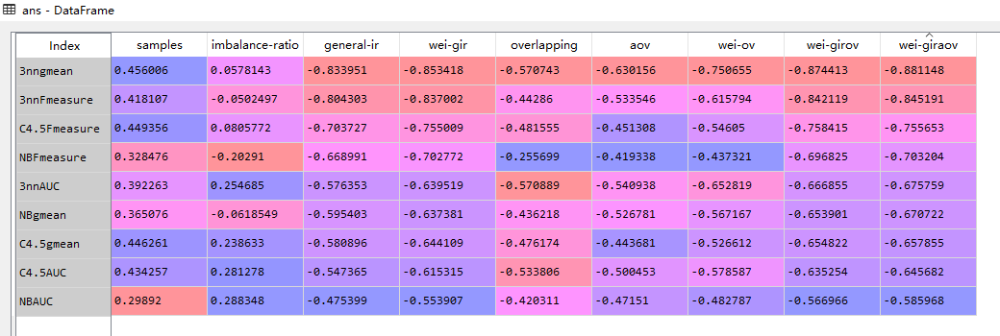 ans - DataFrame
Index samples imbalance-ratio general-ir wei-gir overlapping aov wei-ov wei-girov wei-giraov
3nngmean 0.456006 0.0578143 -0.833951 -0.853418 -0.570743 -0.630156 -0.750655 -0.874413 -0.881148
3nnFmeasure 0.418107 -0.0502497 -0.804303 -0.837002 -0.44286 -0.533546 -0.615794 -0.842119 -0.845191
C4.5Fmeasure 0.449356 0.0805772 -0.703727 -0.755009 -0.481555 -0.451308 -0.54605 -0.758415 -0.755653
NBFmeasure 0.328476 -0.20291 -0.668991 -0.702772 -0.255699 -0.419338 -0.437321 -0.696825 -0.703204
3nnAUC 0.392263 0.254685 -0.576353 -0.639519 -0.570889 -0.540938 -0.652819 -0.666855 -0.675759
NBgmean 0.365076 -0.0618549 -0.595403 -0.637381 -0.436218 -0.526781 -0.567167 -0.653901 -0.670722
C4.5gmean 0.446261 0.238633 -0.580896 -0.644109 -0.476174 -0.443681 -0.526612 -0.654822 -0.657855
C4.5AUC 0.434257 0.281278 -0.547365 -0.615315 -0.533806 -0.500453 -0.578587 -0.635254 -0.645682
NBAUC 0.29892 0.288348 -0.475399 -0.553907 -0.420311 -0.47151 -0.482787 -0.566966 -0.585968